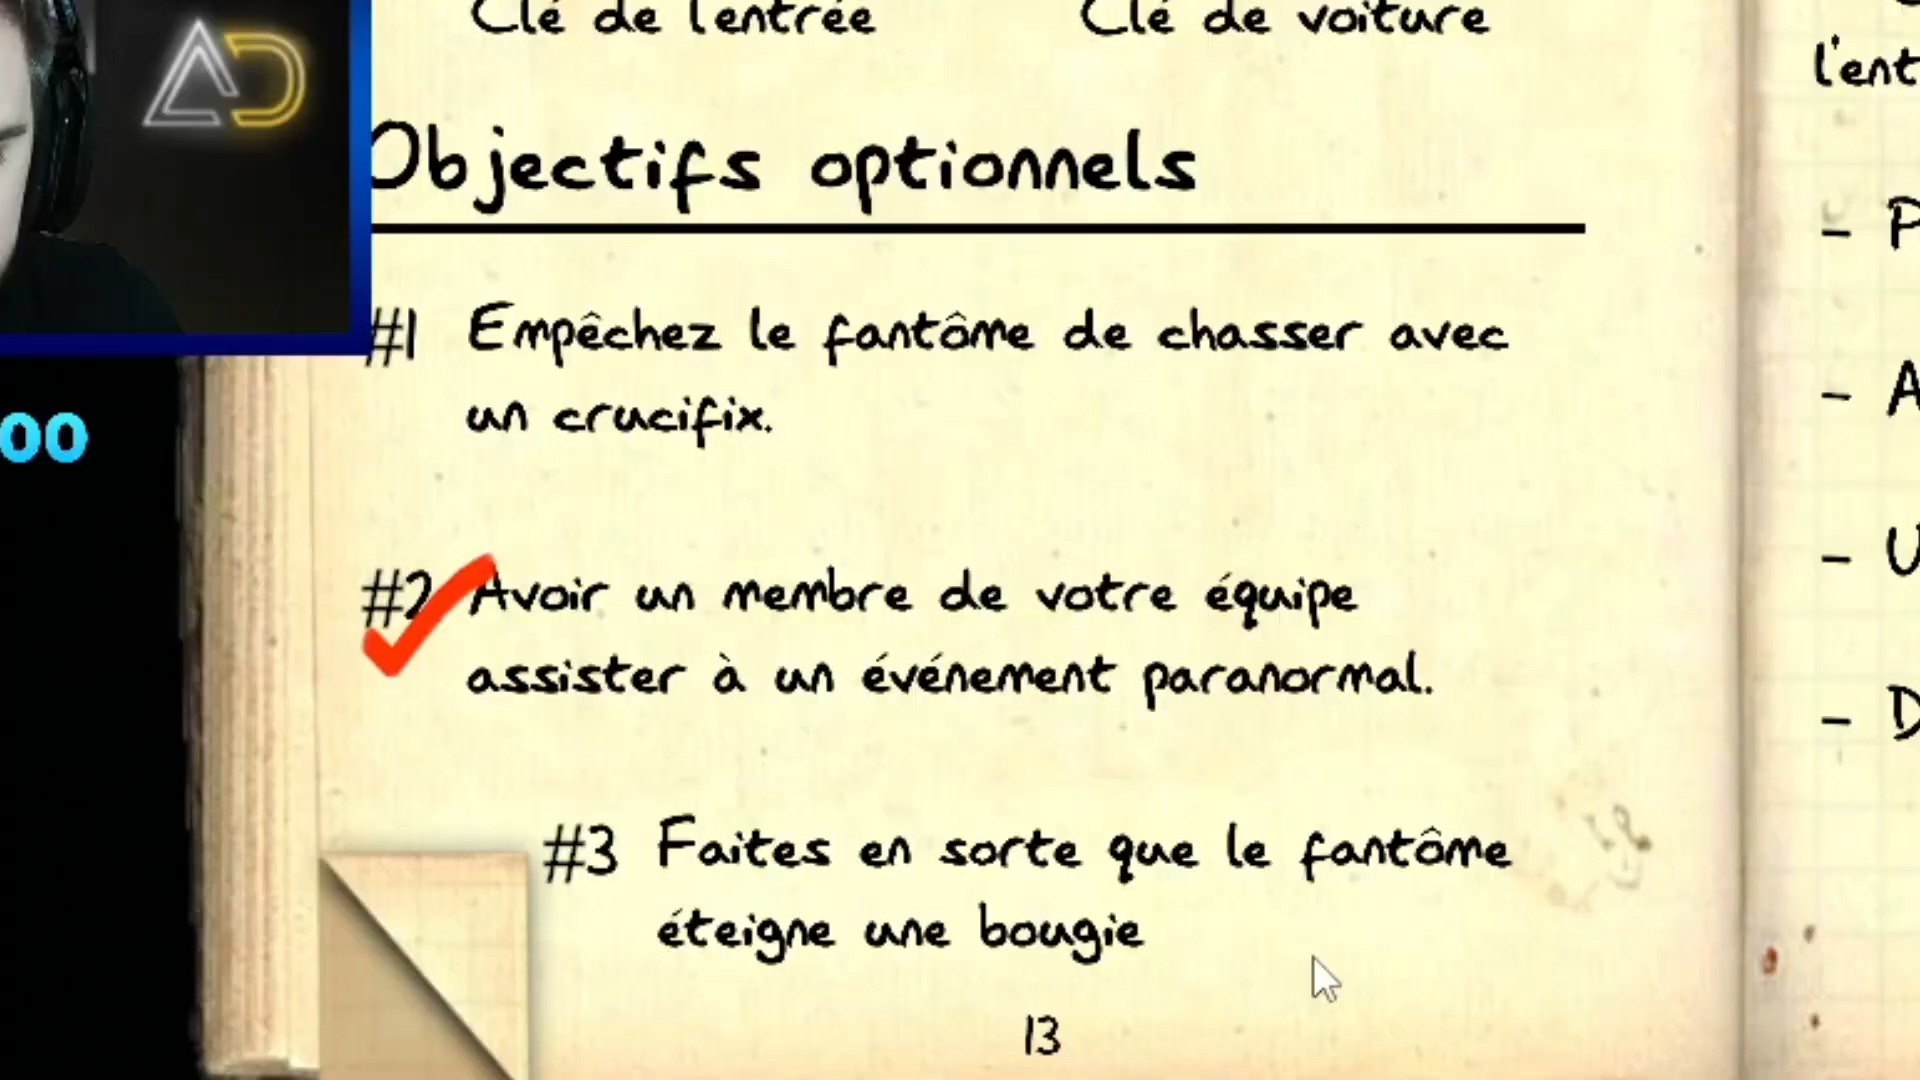 Clé de l'entrée Clé de voiture
Objectifs optionnels
#1 Empêchez le fantôme de chasser avec
un crucifix.
#2 Avoir un membre de votre équipe
assister à un événement paranormal.
#3 Faites en sorte que le fantôme
éteigne une bougie
13
l'ent
- P
- A
- U
- D
00
AD